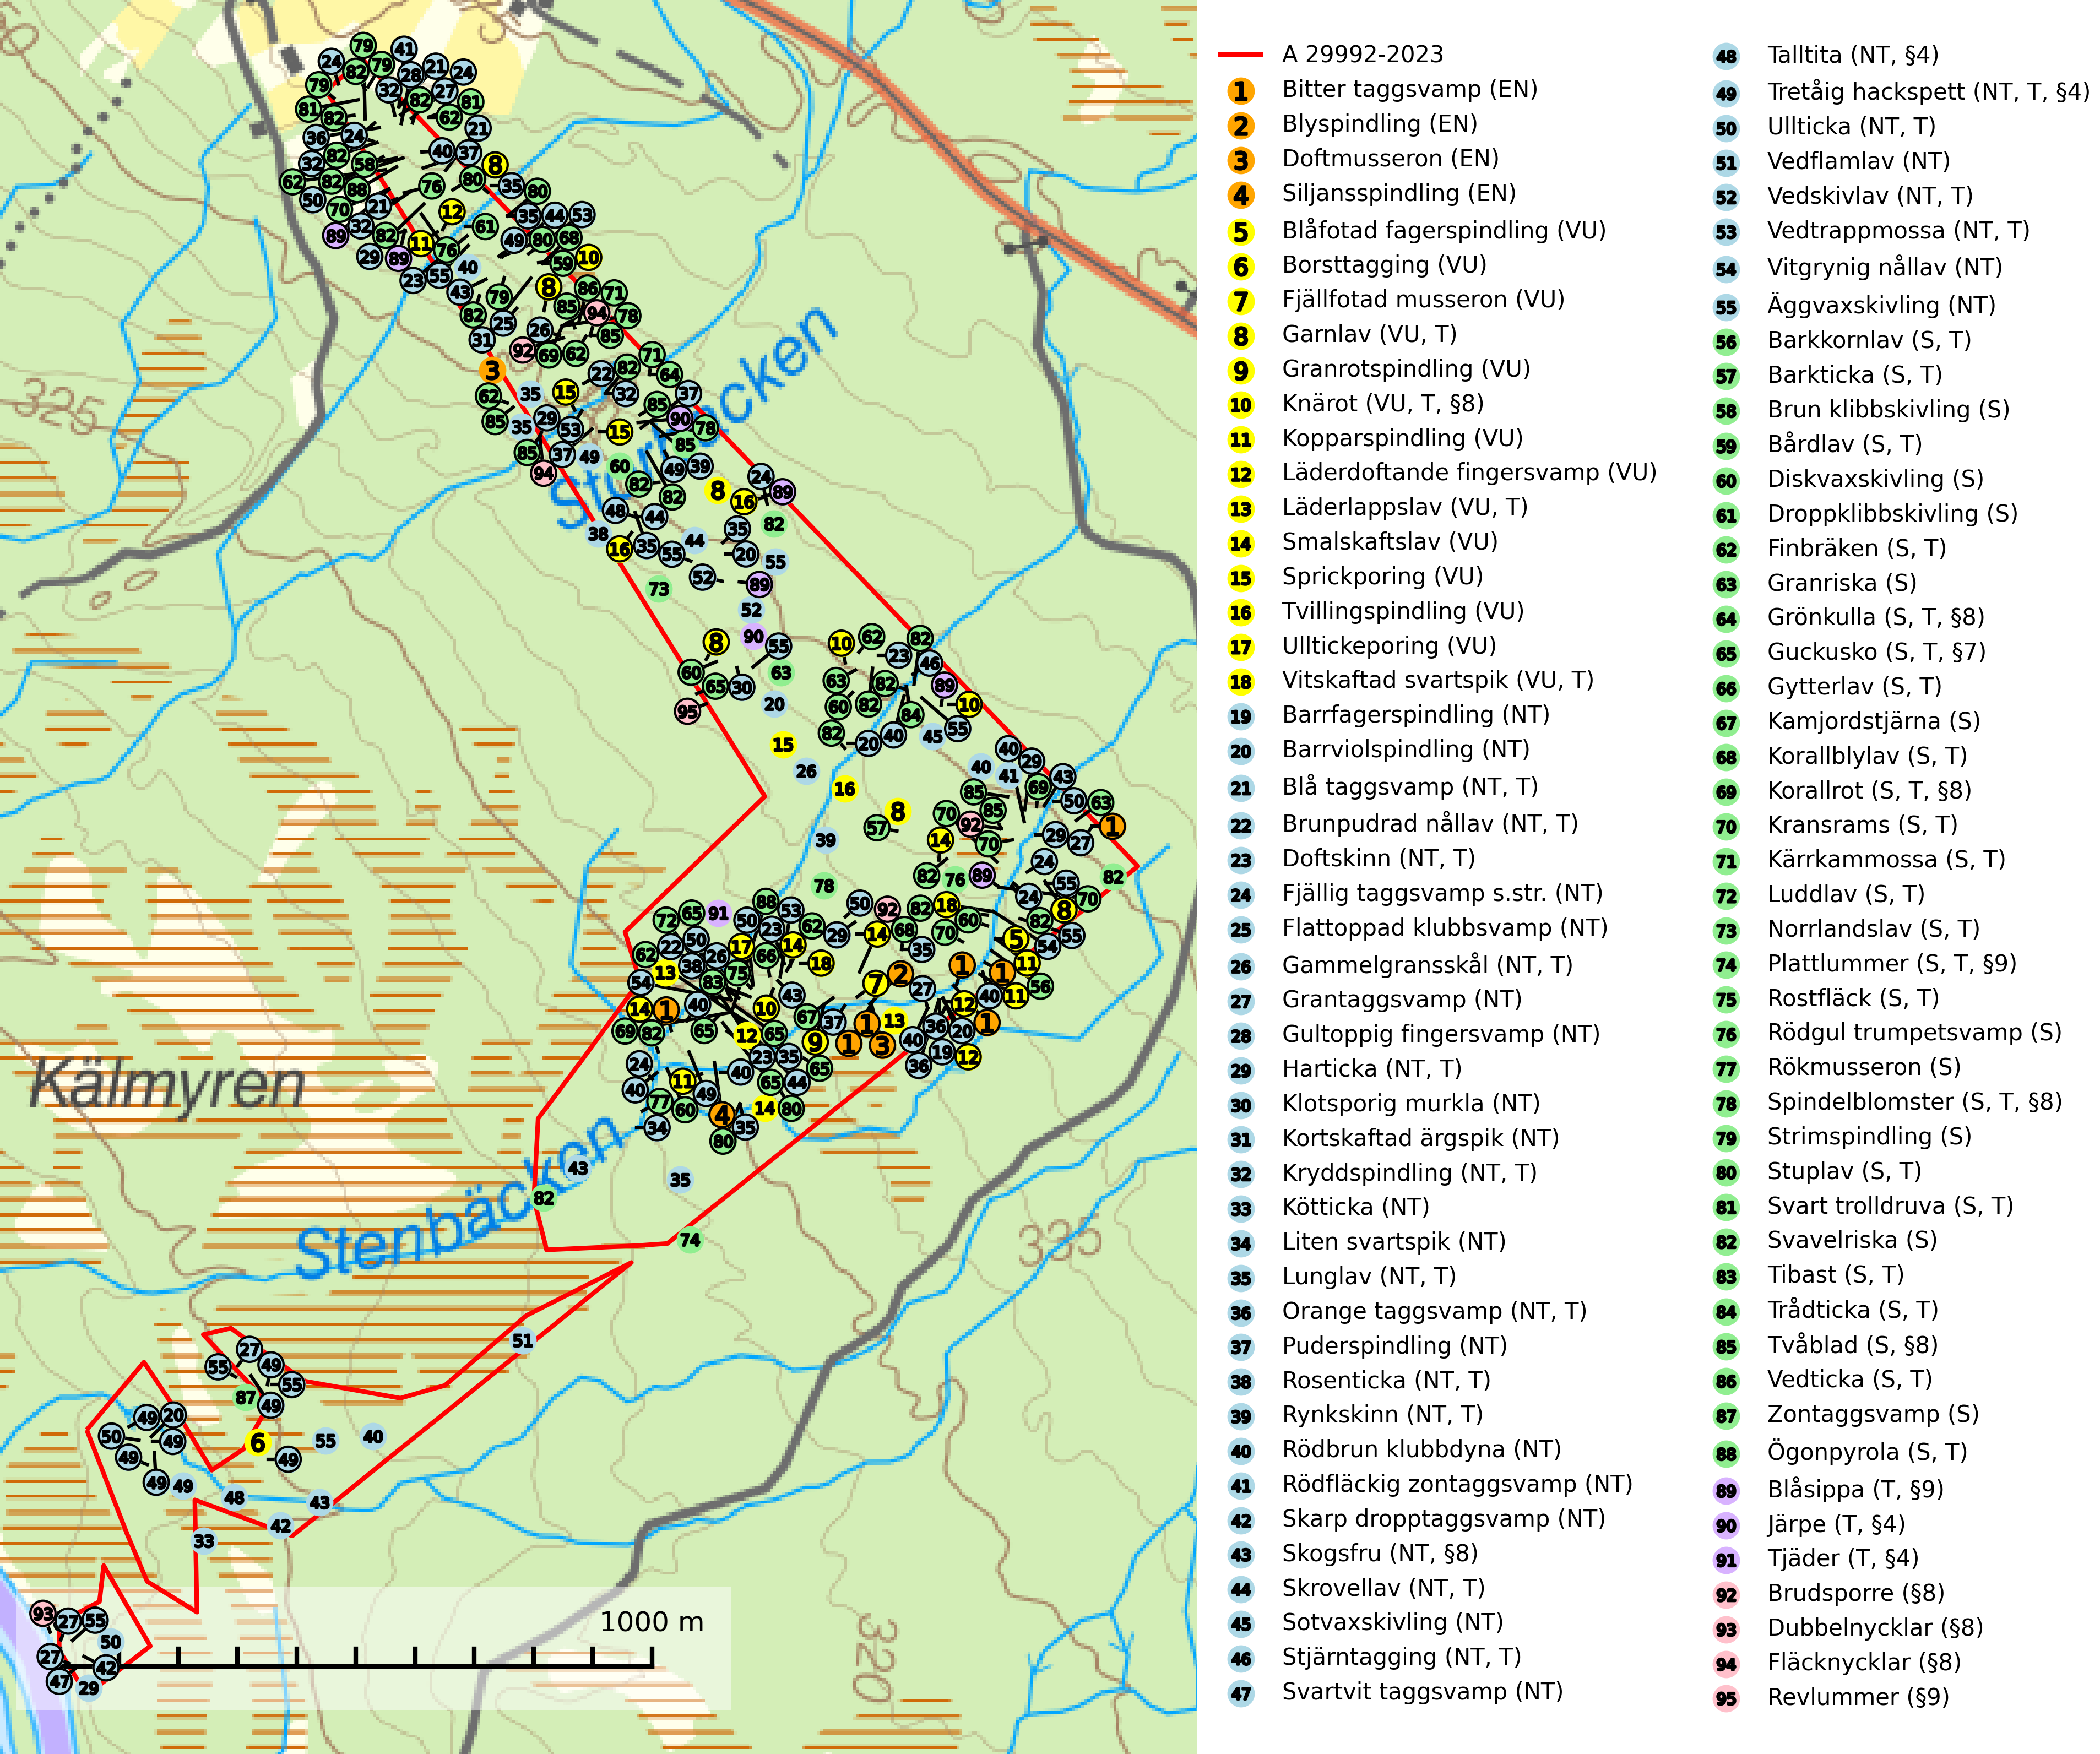 325
Storbäcken
Kälmyren
Stenbäcken
335
320
1000 m
A 29992-2023
1 Bitter taggsvamp (EN)
2 Blyspindling (EN)
3 Doftmusseron (EN)
4 Siljansspindling (EN)
5 Blåfotad fagerspindling (VU)
6 Borsttagging (VU)
7 Fjällfotad musseron (VU)
8 Garnlav (VU, T)
9 Granrotspindling (VU)
10 Knärot (VU, T, §8)
11 Kopparspindling (VU)
12 Läderdoftande fingersvamp (VU)
13 Läderlappslav (VU, T)
14 Smalskaftslav (VU)
15 Sprickporing (VU)
16 Tvillingspindling (VU)
17 Ulltickeporing (VU)
18 Vitskaftad svartspik (VU, T)
19 Barrfagerspindling (NT)
20 Barrviolspindling (NT)
21 Blå taggsvamp (NT, T)
22 Brunpudrad nållav (NT, T)
23 Doftskinn (NT, T)
24 Fjällig taggsvamp s.str. (NT)
25 Flattoppad klubbsvamp (NT)
26 Gammelgransskål (NT, T)
27 Grantaggsvamp (NT)
28 Gultoppig fingersvamp (NT)
29 Harticka (NT, T)
30 Klotsporig murkla (NT)
31 Kortskaftad ärgspik (NT)
32 Kryddspindling (NT, T)
33 Kötticka (NT)
34 Liten svartspik (NT)
35 Lunglav (NT, T)
36 Orange taggsvamp (NT, T)
37 Puderspindling (NT)
38 Rosenticka (NT, T)
39 Rynkskinn (NT, T)
40 Rödbrun klubbdyna (NT)
41 Rödfläckig zontaggsvamp (NT)
42 Skarp dropptaggsvamp (NT)
43 Skogsfru (NT, §8)
44 Skrovellav (NT, T)
45 Sotvaxskivling (NT)
46 Stjärntagging (NT, T)
47 Svartvit taggsvamp (NT)
48 Talltita (NT, §4)
49 Tretåig hackspett (NT, T, §4)
50 Ullticka (NT, T)
51 Vedflamlav (NT)
52 Vedskivlav (NT, T)
53 Vedtrappmossa (NT, T)
54 Vitgrynig nållav (NT)
55 Äggvaxskivling (NT)
56 Barkkornlav (S, T)
57 Barkticka (S, T)
58 Brun klibbskivling (S)
59 Bårdlav (S, T)
60 Diskvaxskivling (S)
61 Droppklibbskivling (S)
62 Finbräken (S, T)
63 Granriska (S)
64 Grönkulla (S, T, §8)
65 Guckusko (S, T, §7)
66 Gytterlav (S, T)
67 Kamjordstjärna (S)
68 Korallblylav (S, T)
69 Korallrot (S, T, §8)
70 Kransrams (S, T)
71 Kärrkammossa (S, T)
72 Luddlav (S, T)
73 Norrlandslav (S, T)
74 Plattlummer (S, T, §9)
75 Rostfläck (S, T)
76 Rödgul trumpetsvamp (S)
77 Rökmusseron (S)
78 Spindelblomster (S, T, §8)
79 Strimspindling (S)
80 Stuplav (S, T)
81 Svart trolldruva (S, T)
82 Svavelriska (S)
83 Tibast (S, T)
84 Trådticka (S, T)
85 Tvåblad (S, §8)
86 Vedticka (S, T)
87 Zontaggsvamp (S)
88 Ögonpyrola (S, T)
89 Blåsippa (T, §9)
90 Järpe (T, §4)
91 Tjäder (T, §4)
92 Brudsporre (§8)
93 Dubbelnycklar (§8)
94 Fläcknycklar (§8)
95 Revlummer (§9)